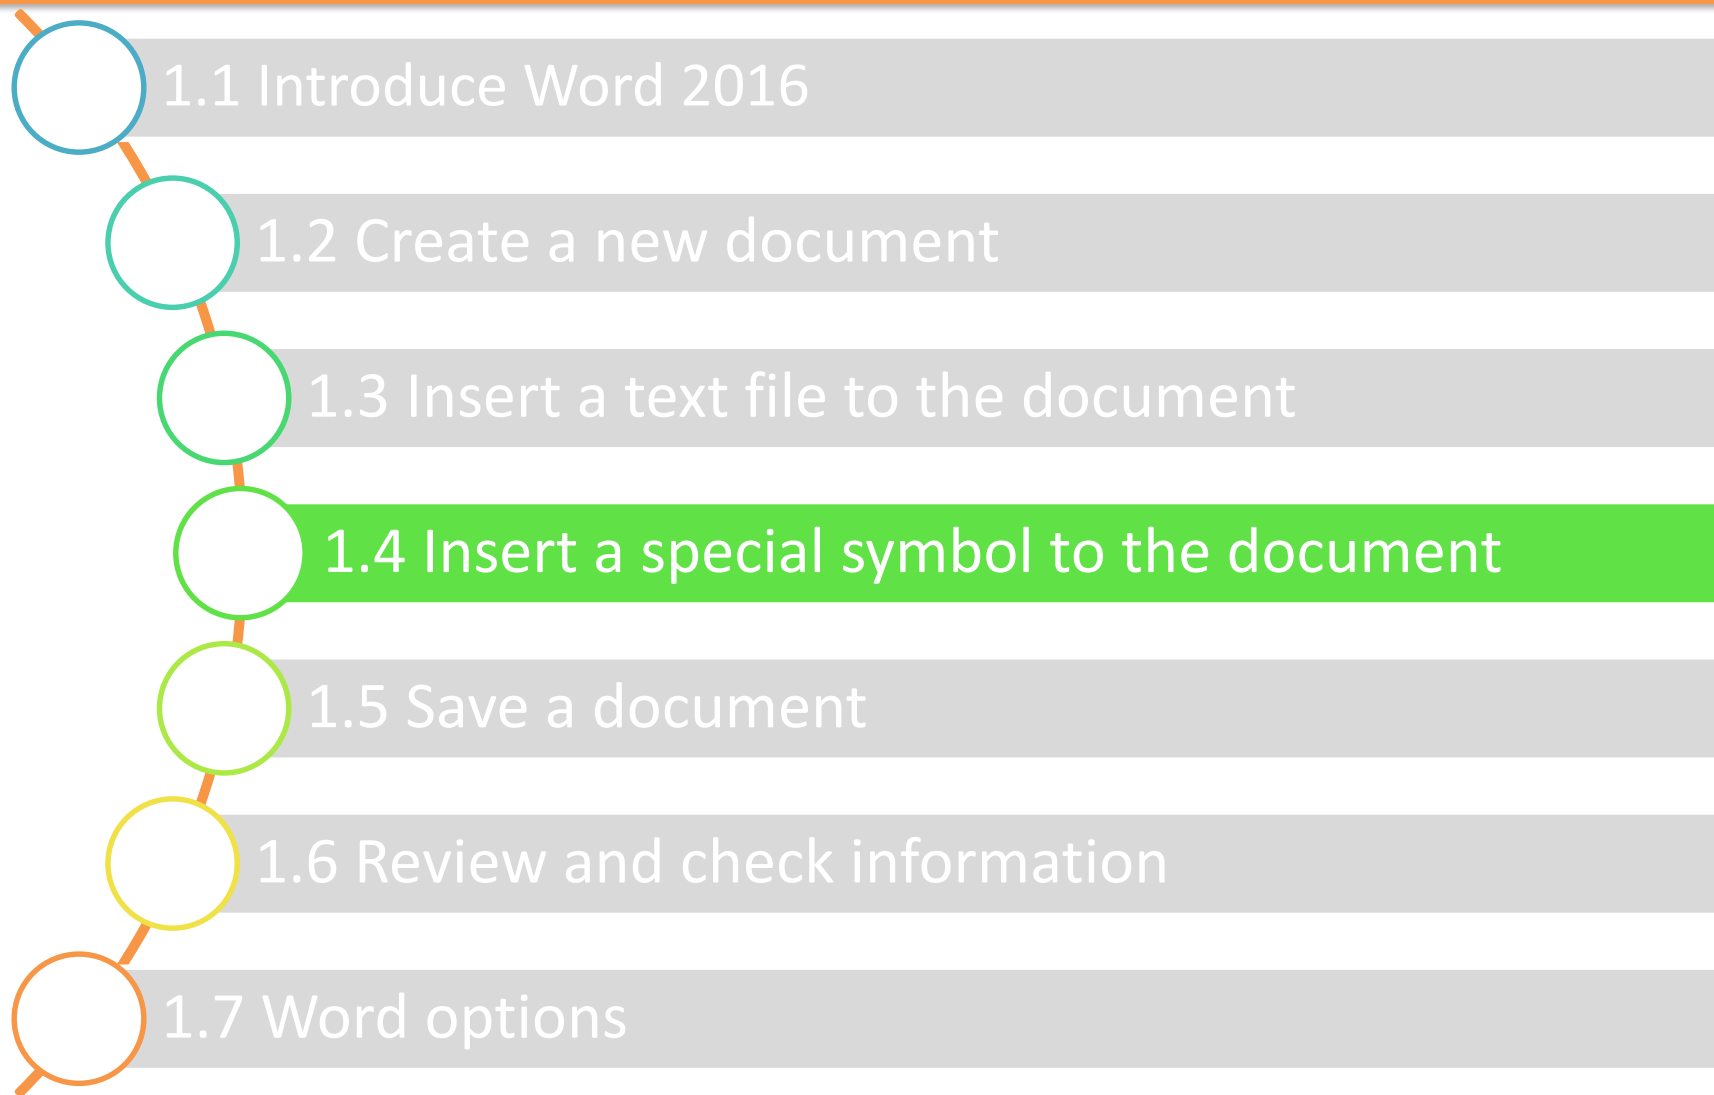 1.1 Introduce Word 2016
1.2 Create a new document
1.3 Insert a text file to the document
1.4 Insert a special symbol to the document
1.5 Save a document
1.6 Review and check information
1.7 Word options